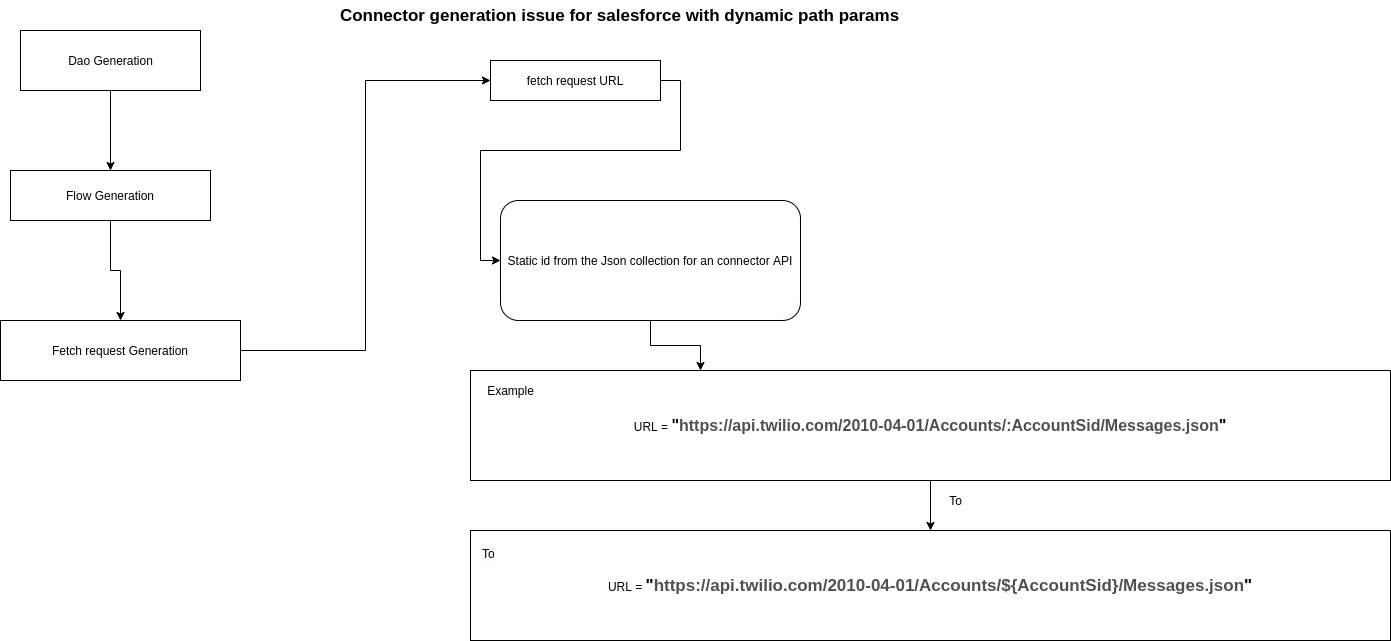 Connector generation issue for salesforce with dynamic path params
Dao Generation
Flow Generation
Fetch request Generation
fetch request URL
Static id from the Json collection for an connector API
Example
URL = "https://api.twilio.com/2010-04-01/Accounts/:AccountSid/Messages.json"
To
To
URL = "https://api.twilio.com/2010-04-01/Accounts/${AccountSid}/Messages.json"